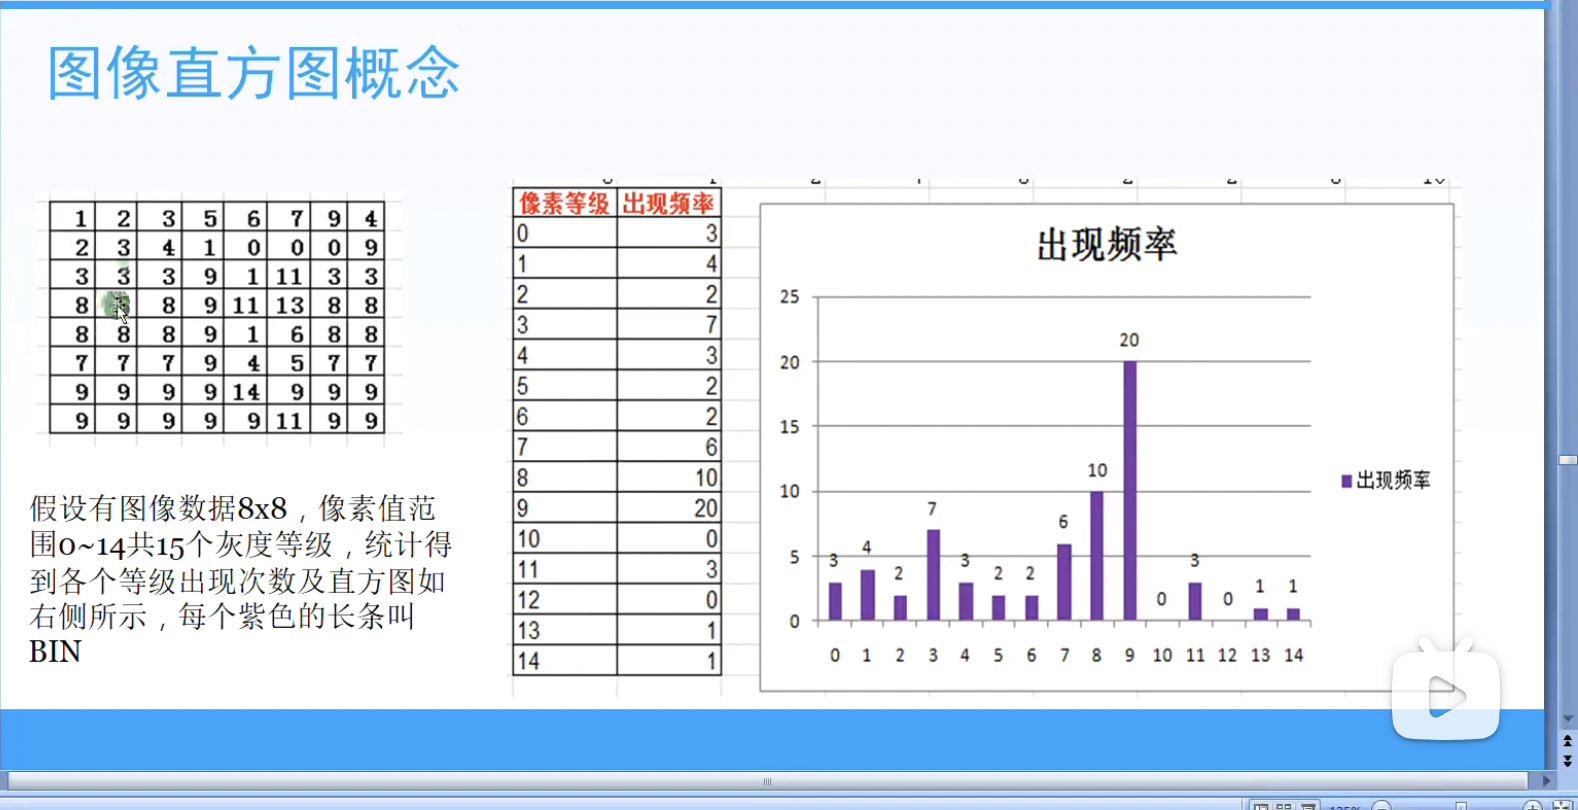 图像直方图概念
1 2 3 5 6 7 9 4
2 3 4 1 0 0 0 9
3 3 3 9 1 11 3 3
8 8 9 11 13 8 8
8 8 8 9 1 6 8 8
7 7 7 9 4 5 7 7
9 9 9 9 14 9 9 9
9 9 9 9 9 11 9 9
假设有图像数据8x8，像素值范
围0~14共15个灰度等级，统计得
到各个等级出现次数及直方图如
右侧所示，每个紫色的长条叫
BIN
像素等级 出现频率
0 3
1 4
2 2
3 7
4 3
5 2
6 2
7 6
8 10
9 20
10 0
11 3
12 0
13 1
14 1
出现频率
25
20
15
10
5
0
3 4 2 7 3 2 2 6 10 20 0 3 0 1 1
0 1 2 3 4 5 6 7 8 9 10 11 12 13 14
出现频率